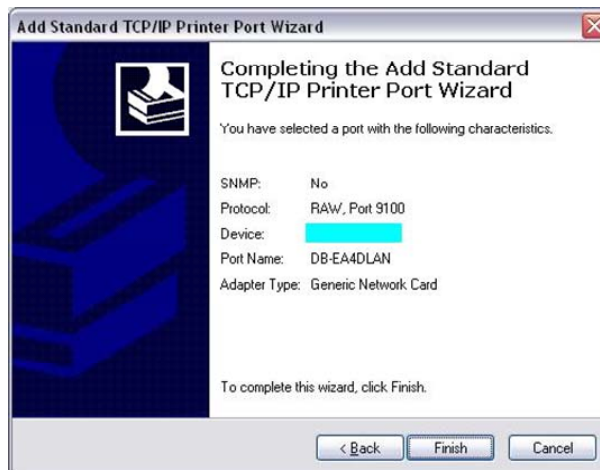 Add Standard TCP/IP Printer Port Wizard
Completing the Add Standard
TCP/IP Printer Port Wizard
You have selected a port with the following characteristics.
SNMP: No
Protocol: RAW, Port 9100
Device:
Port Name: DB-EA4DLAN
Adapter Type: Generic Network Card
To complete this wizard, click Finish.
< Back Finish Cancel